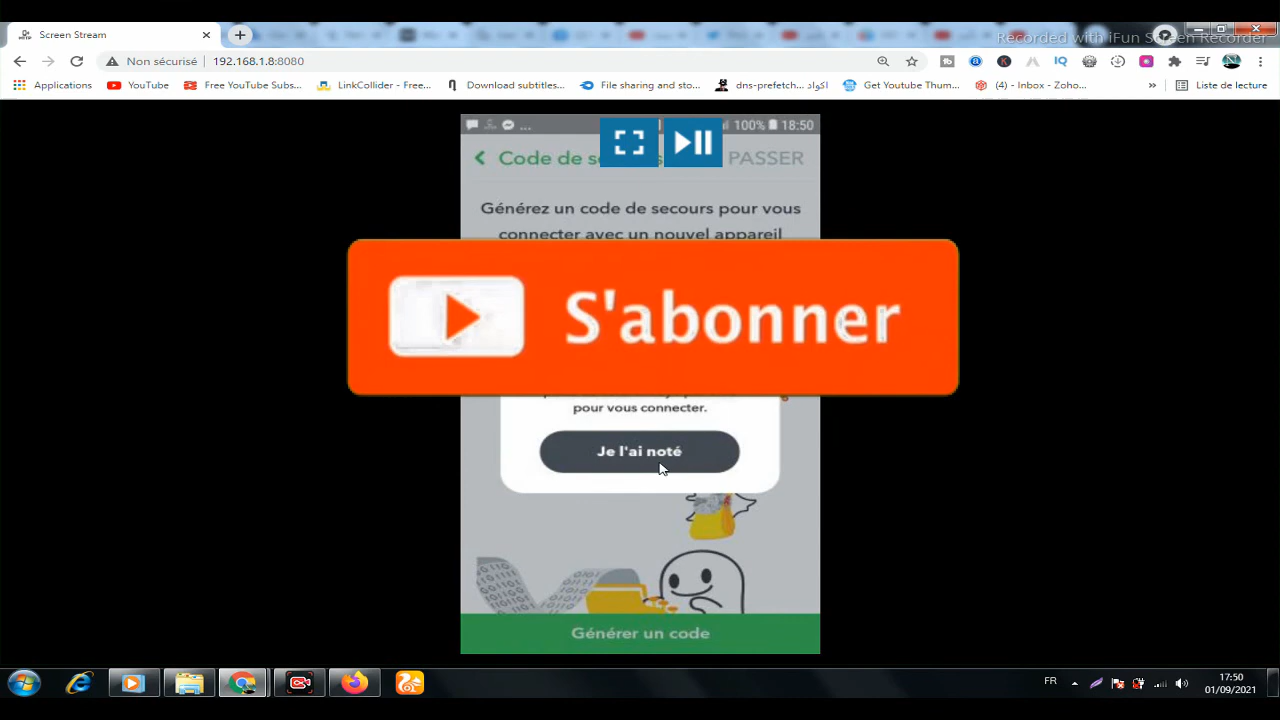 Screen Stream
Recorded with iFun Screen Recorder
Non sécurisé
192.168.1.8:8080
Applications
YouTube
Free YouTube Subs...
LinkCollider - Free...
Download subtitles...
File sharing and sto...
اكواد dns-prefetch...
Get Youtube Thum...
(4) - Inbox - Zoho...
»
Liste de lecture
... 100% 18:50
Code de s
PASSER
Générez un code de secours pour vous
connecter avec un nouvel appareil
S'abonner
pour vous connecter.
Je l'ai noté
Générer un code
FR
17:50
01/09/2021